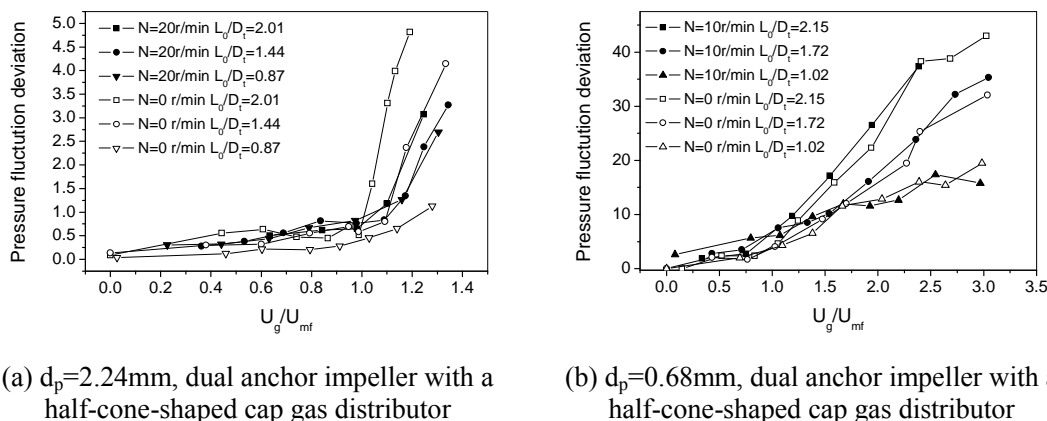 Pressure fluctution deviation
5.0
4.5
4.0
3.5
3.0
2.5
2.0
1.5
1.0
0.5
0.0
N=20r/min L₀/Dₜ=2.01
N=20r/min L₀/Dₜ=1.44
N=20r/min L₀/Dₜ=0.87
N=0 r/min L₀/Dₜ=2.01
N=0 r/min L₀/Dₜ=1.44
N=0 r/min L₀/Dₜ=0.87
0.0 0.2 0.4 0.6 0.8 1.0 1.2 1.4
U_g/U_mf
(a) dₚ=2.24mm, dual anchor impeller with a
half-cone-shaped cap gas distributor
Pressure fluction deviation
40
30
20
10
0
N=10r/min L₀/Dₜ=2.15
N=10r/min L₀/Dₜ=1.72
N=10r/min L₀/Dₜ=1.02
N=0 r/min L₀/Dₜ=2.15
N=0 r/min L₀/Dₜ=1.72
N=0 r/min L₀/Dₜ=1.02
0.0 0.5 1.0 1.5 2.0 2.5 3.0 3.5
U_g/U_mf
(b) dₚ=0.68mm, dual anchor impeller with
half-cone-shaped cap gas distributor